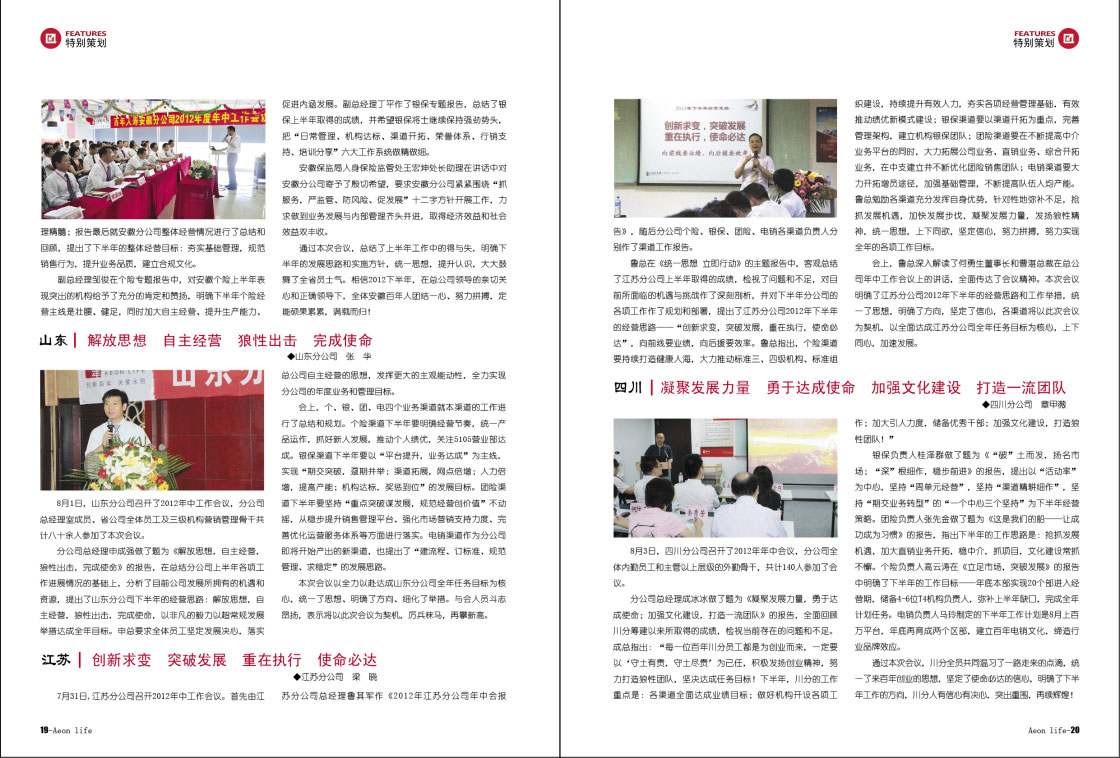 FEATURES
特别策划
百年人寿安徽分公司2012年度年中工作会议
理精髓；报告最后就安徽分公司整体经营情况进行了总结和
回顾，提出了下半年的整体经营目标：夯实基础管理，规范
销售行为，提升业务品质，建立合规文化。
副总经理邹俊在个险专题报告中，对安徽个险上半年表
现突出的机构给予了充分的肯定和赞扬，明确下半年个险经
营主线是壮腰、健足，同时加大自主经营、提升生产能力、
促进内涵发展。副总经理丁平作了银保专题报告，总结了银
保上半年取得的成绩，并希望银保将士继续保持强劲势头，
把“日常管理、机构达标、渠道开拓、荣誉体系、行销支
持、培训分享”六大工作系统做精做细。
安徽保监局人身保险监管处王宏坤处长助理在讲话中对
安徽分公司寄予了殷切希望，要求安徽分公司紧紧围绕“抓
服务，严监管、防风险、促发展”十二字方针开展工作，力
求做到业务发展与内部管理齐头并进，取得经济效益和社会
效益双丰收。
通过本次会议，总结了上半年工作中的得与失，明确下
半年的发展思路和实施方针，统一思想，提升认识，大大鼓
舞了全省员士气。相信2012下半年，在总公司领导的亲切关
心和正确领导下，全体安徽百年人团结一心、努力拼搏，定
能硕果累累，满载而归！
山东 解放思想 自主经营 狼性出击 完成使命
◆山东分公司 张 华
AEON LIFE
创新百年 关爱永恒
山东分
8月1日，山东分公司召开了2012年中工作会议，分公司
总经理室成员、省公司全体员工及三级机构营销管理骨干共
计八十余人参加了本次会议。
分公司总经理申成强做了题为《解放思想，自主经营，
狼性出击，完成使命》的报告，在总结分公司上半年各项工
作进展情况的基础上，分析了目前公司发展所拥有的机遇和
资源，提出了山东分公司下半年的经营思路：解放思想，自
主经营，狼性出击，完成使命，以非凡的毅力以超常规发展
举措达成全年目标。申总要求全体员工坚定发展决心，落实
总公司自主经营的思想，发挥更大的主观能动性，全力实现
分公司的年度业务和管理目标。
会上，个、银、团、电四个业务渠道就本渠道的工作进
行了总结和规划。个险渠道下半年要明确经营节奏，统一产
品运作，抓好新人发展，推动个人绩优，关注5105营业部达
成。银保渠道下半年要以“平台提升，业务达成”为主线，
实现“期交突破，趸期并举；渠道拓展，网点倍增；人力倍
增，提高产能；机构达标，奖惩到位”的发展目标。团险渠
道下半年要坚持“重点突破谋发展，规范经营创价值”不动
摇，从稳步提升销售管理平台，强化市场营销支持力度，完
善优化运营服务体系等方面进行落实。电销渠道作为分公司
即将开始产出的新渠道，也提出了“建流程、订标准、规范
管理、求稳定”的发展思路。
本次会议以全力以赴达成山东分公司全年任务目标为核
心，统一了思想，明确了方向，细化了举措。与会人员斗志
昂扬，表示将以此次会议为契机，厉兵秣马，再攀新高。
江苏 创新求变 突破发展 重在执行 使命必达
◆江苏分公司 梁 晓
7月31日，江苏分公司召开2012年中工作会议。首先由江
苏分公司总经理鲁其军作《2012年江苏分公司年中会报
19-Aeon life
FEATURES
特别策划
创新求变，突破发展
重在执行，使命必达
告》，随后分公司个险、银保、团险、电销各渠道负责人分
别作了渠道工作报告。
鲁总在《统一思想 立即行动》的主题报告中，客观总结
了江苏分公司上半年取得的成绩，检视了问题和不足，对目
前所面临的机遇与挑战作了深刻剖析，并对下半年分公司的
各项工作作了规划和部署，提出了江苏分公司2012年下半年
的经营思路——“创新求变，突破发展，重在执行，使命必
达”，向前线要业绩，向后援要效率。鲁总指出，个险渠道
要持续打造健康人海，大力推动标准三、四级机构、标准组
织建设，持续提升有效人力，夯实各项经营管理基础，有效
推动绩优新模式建设；银保渠道要以渠道开拓为重点，完善
管理架构，建立机构银保团队；团险渠道要在不断提高中介
业务平台的同时，大力拓展公司业务、直销业务、综合开拓
业务，在中支建立并不断优化团险销售团队；电销渠道要大
力开拓增员途径，加强基础管理，不断提高队伍人均产能。
鲁总勉励各渠道充分发挥自身优势，针对性地弥补不足，抢
抓发展机遇，加快发展步伐，凝聚发展力量，发扬狼性精
神，统一思想，上下同欲，坚定信心，努力拼搏，努力实现
全年的各项工作目标。
会上，鲁总深入解读了何勇生董事长和曹湛总裁在总公
司年中工作会议上的讲话，全面传达了会议精神。本次会议
明确了江苏分公司2012年下半年的经营思路和工作举措，统
一了思想，明确了方向，坚定了信心，各渠道将以此次会议
为契机，以全面达成江苏分公司全年任务目标为核心，上下
同心，加速发展。
四川 凝聚发展力量 勇于达成使命 加强文化建设 打造一流团队
◆四川分公司 章甲薇
8月3日，四川分公司召开了2012年年中会议，分公司全
体内勤员工和主管以上层级的外勤骨干，共计140人参加了会
议。
分公司总经理成冰冰做了题为《凝聚发展力量，勇于达
成使命；加强文化建设，打造一流团队》的报告，全面回顾
川分筹建以来所取得的成绩，检视当前存在的问题和不足。
成总指出：“每一位百年川分员工都是为创业而来，一定要
以‘守土有责，守土尽责’为己任，积极发扬创业精神，努
力打造狼性团队，坚决达成任务目标！下半年，川分的工作
重点是：各渠道全面达成业绩目标；做好机构开设各项工
作；加大引人力度，储备优秀干部；加强文化建设，打造狼
性团队！”
银保负责人桂泽群做了题为《“破”土而发，扬名市
场；“深”根细作，稳步前进》的报告，提出以“活动率”
为中心，坚持“周单元经营”，坚持“渠道精耕细作”，坚
持“期交业务转型”的“一个中心三个坚持”为下半年经营
策略。团险负责人张先金做了题为《这是我们的船——让成
功成为习惯》的报告，指出下半年的工作思路是：抢抓发展
机遇，加大直销业务开拓，稳中介，抓项目，文化建设常抓
不懈。个险负责人高云涛在《立足市场，突破发展》的报告
中明确了下半年的工作目标——年底本部实现20个部进入经
营期，储备4-6位T4机构负责人，弥补上半年缺口，完成全年
计划任务。电销负责人马玲制定的下半年工作计划是8月上百
万平台，年底再育成两个区部，建立百年电销文化，缔造行
业品牌效应。
通过本次会议，川分全员共同温习了一路走来的点滴，统
一了来百年创业的思想，坚定了使命必达的信心，明确了下半
年工作的方向，川分人有信心有决心，突出重围，再续辉煌！
Aeon life-20